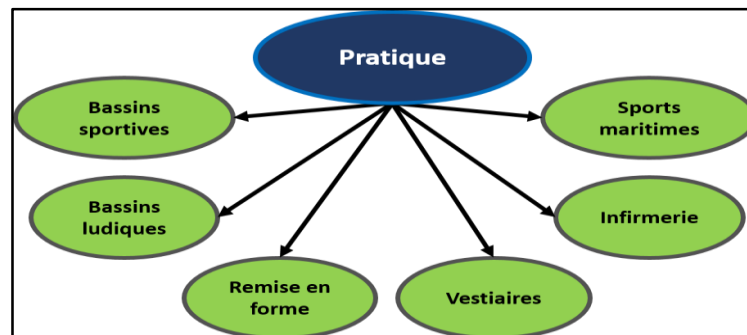 Pratique
Bassins
sportives
Sports
maritimes
Bassins
ludiques
Infirmerie
Remise en
forme
Vestiaires